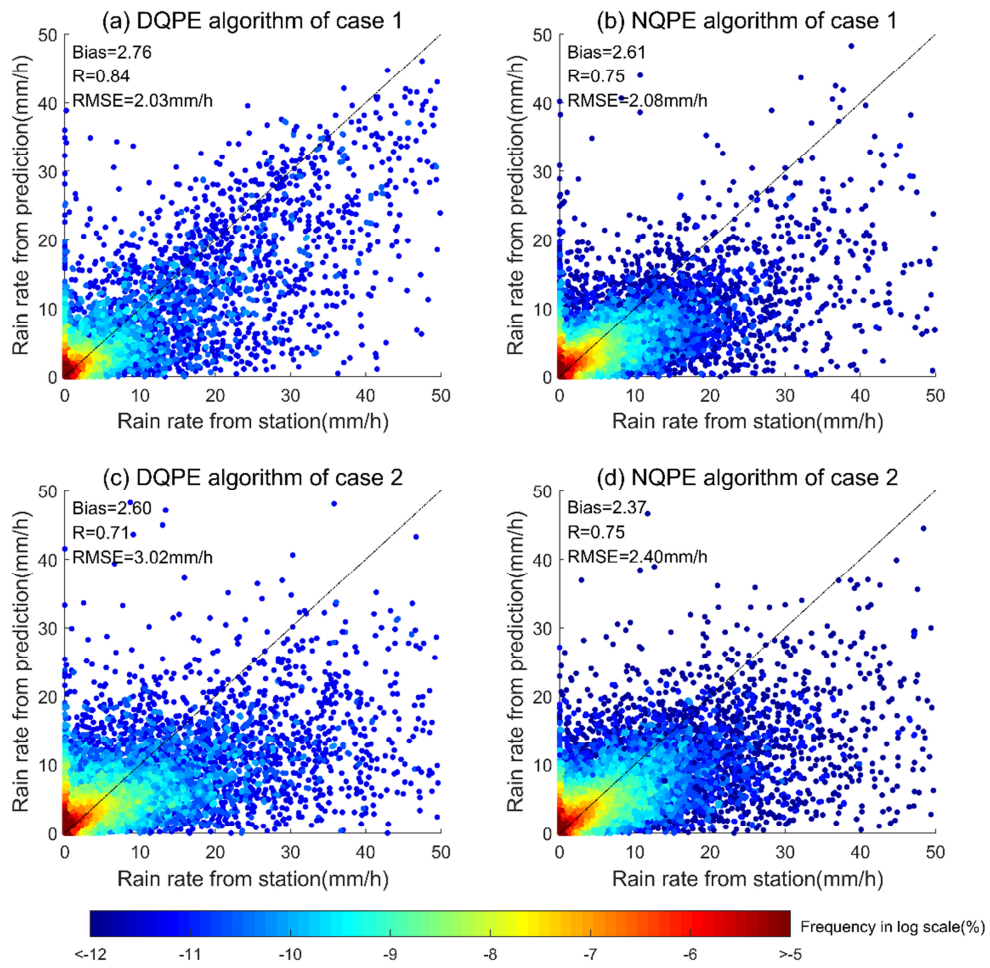 (a) DQPE algorithm of case 1
Bias=2.76
R=0.84
RMSE=2.03mm/h
Rain rate from prediction(mm/h)
50
40
30
20
10
0
0 10 20 30 40 50
Rain rate from station(mm/h)
(b) NQPE algorithm of case 1
Bias=2.61
R=0.75
RMSE=2.08mm/h
Rain rate from prediction(mm/h)
50
40
30
20
10
0
0 10 20 30 40 50
Rain rate from station(mm/h)
(c) DQPE algorithm of case 2
Bias=2.60
R=0.71
RMSE=3.02mm/h
Rain rate from prediction(mm/h)
50
40
30
20
10
0
0 10 20 30 40 50
Rain rate from station(mm/h)
(d) NQPE algorithm of case 2
Bias=2.37
R=0.75
RMSE=2.40mm/h
Rain rate from prediction(mm/h)
50
40
30
20
10
0
0 10 20 30 40 50
Rain rate from station(mm/h)
Frequency in log scale(%)
<-12 -11 -10 -9 -8 -7 -6 >-5